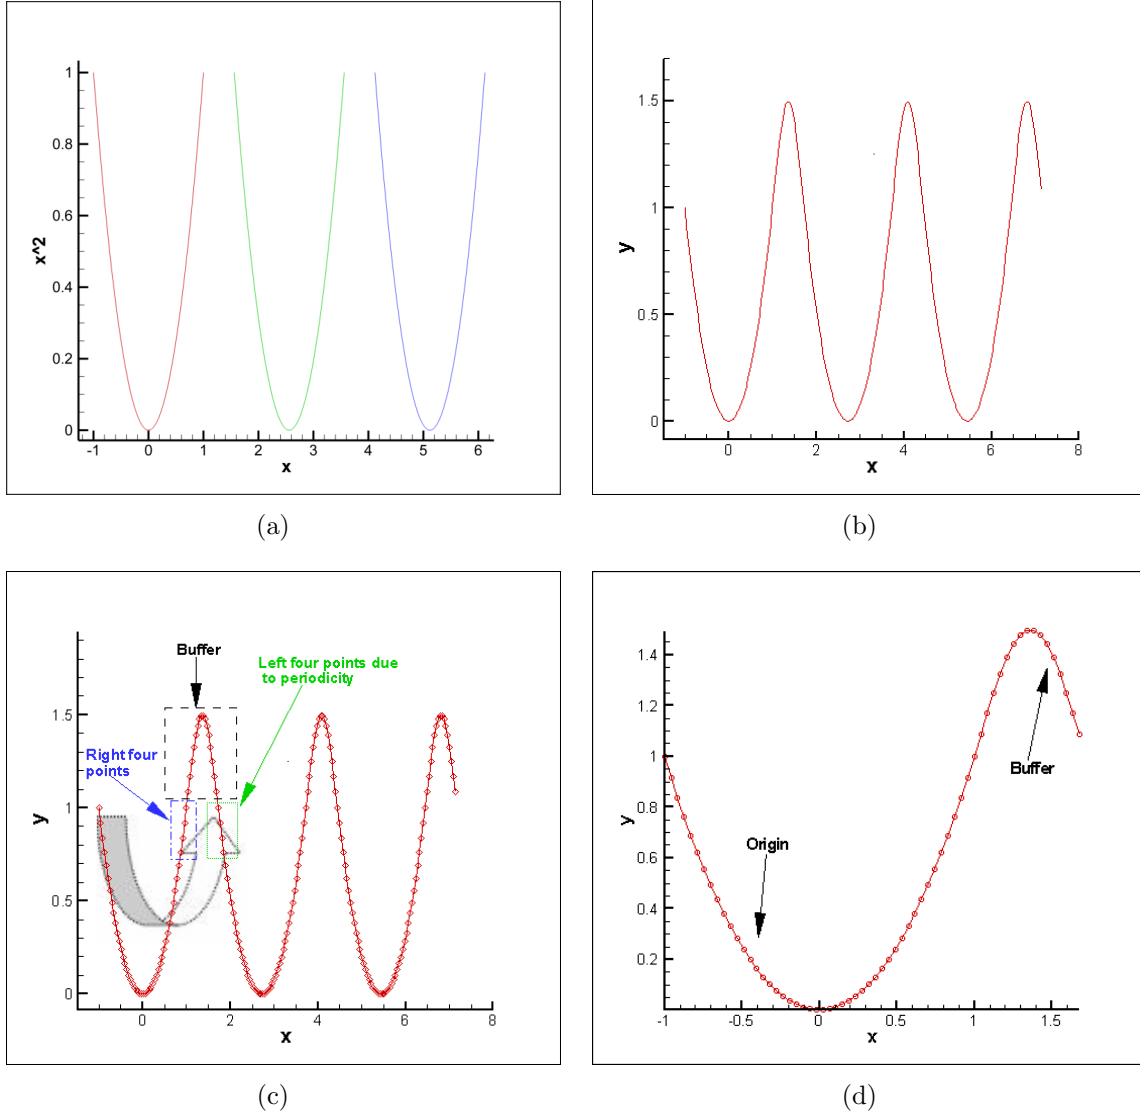 1
0.8
0.6
x^2
0.4
0.2
0
-1 0 1 2 3 4 5 6
x
(a)
1.5
1
y
0.5
0
0 2 4 6 8
x
(b)
Buffer
Left four points due
to periodicity
1.5
Right four
points
1
y
0.5
0
0 2 4 6 8
x
(c)
1.4
1.2
1
Buffer
0.8
y
Origin
0.6
0.4
0.2
-1 -0.5 0 0.5 1 1.5
x
(d)